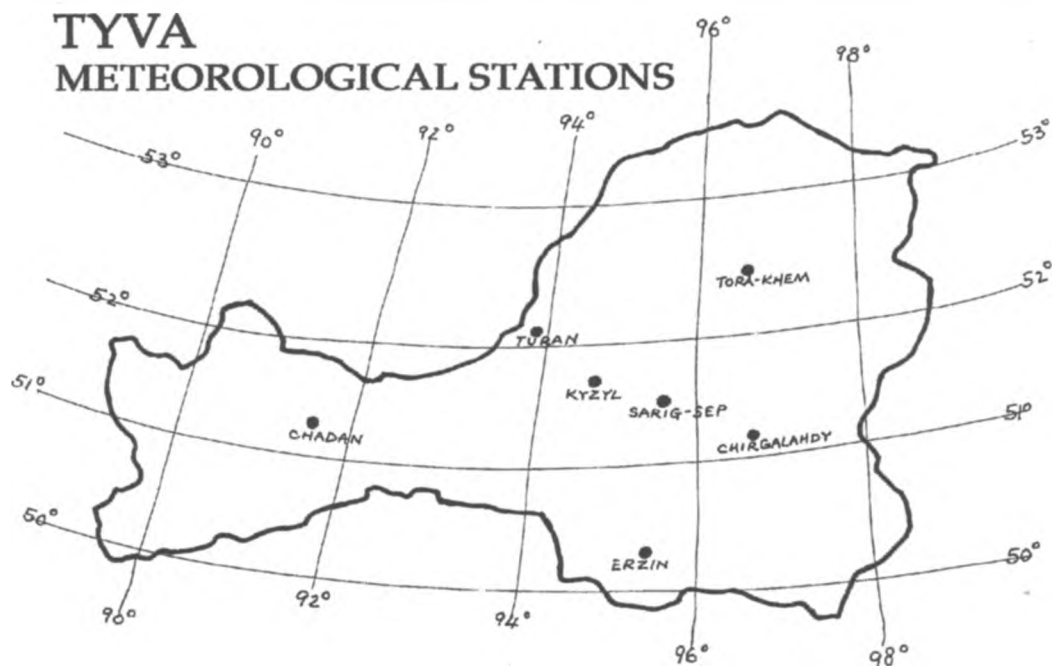 TYVA
METEOROLOGICAL STATIONS
96°
98°
94°
92°
90°
53°
53°
TORA-KHEM
52°
52°
TURAN
51°
KYZYL
SARIG-SEP
51°
CHADAN
CHIRGALAHDY
50°
ERZIN
50°
90°
92°
94°
96°
98°